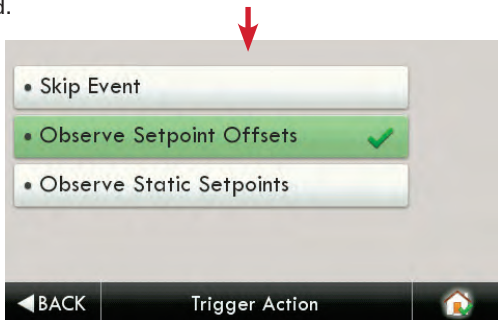 d.
• Skip Event
• Observe Setpoint Offsets
• Observe Static Setpoints
◀BACK Trigger Action